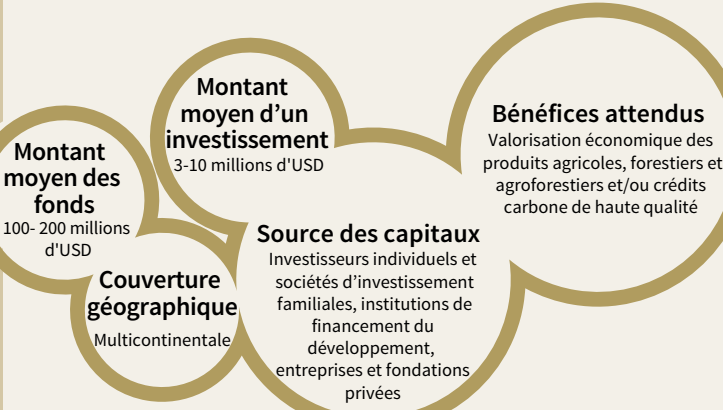 Montant
moyen d’un
investissement
3-10 millions d'USD
Bénéfices attendus
Valorisation économique des
produits agricoles, forestiers et
agroforestiers et/ou crédits
carbone de haute qualité
Montant
moyen des
fonds
100- 200 millions
d'USD
Source des capitaux
Investisseurs individuels et
sociétés d’investissement
familiales, institutions de
financement du
développement,
entreprises et fondations
privées
Couverture
géographique
Multicontinentale